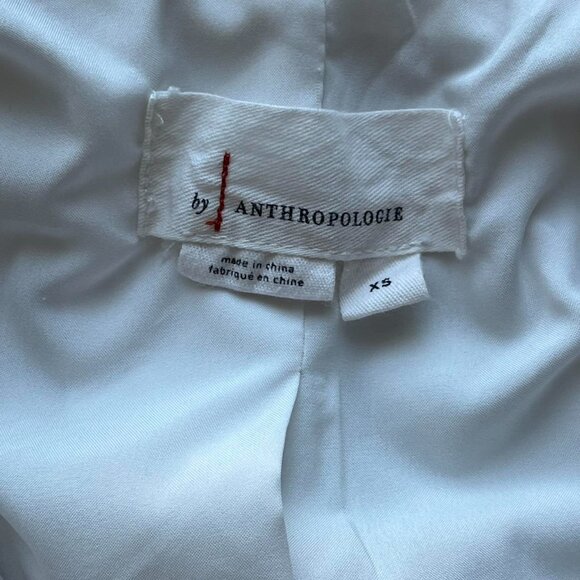 by ANTHROPOLOGIE
made in china
fabriqué en chine
xs